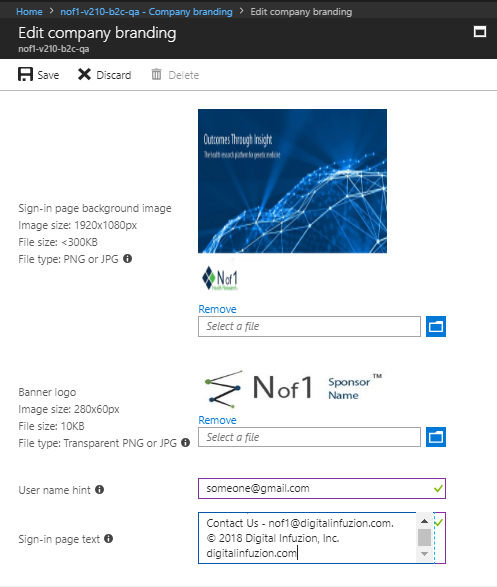 Home > nof1-v210-b2c-qa - Company branding > Edit company branding
Edit company branding
nof1-v210-b2c-qa
Save Discard Delete
Outcomes Through Insight
The health research platform for genetic medicine
Sign-in page background image
Image size: 1920x1080px
File size: <300KB
File type: PNG or JPG
Nof1
Health Research
Remove
Select a file
Nof1 Sponsor Name ™
Banner logo
Image size: 280x60px
File size: 10KB
File type: Transparent PNG or JPG
Remove
Select a file
User name hint
someone@gmail.com
Sign-in page text
Contact Us - nof1@digitalinfuzion.com.
© 2018 Digital Infuzion, Inc.
digitalinfuzion.com